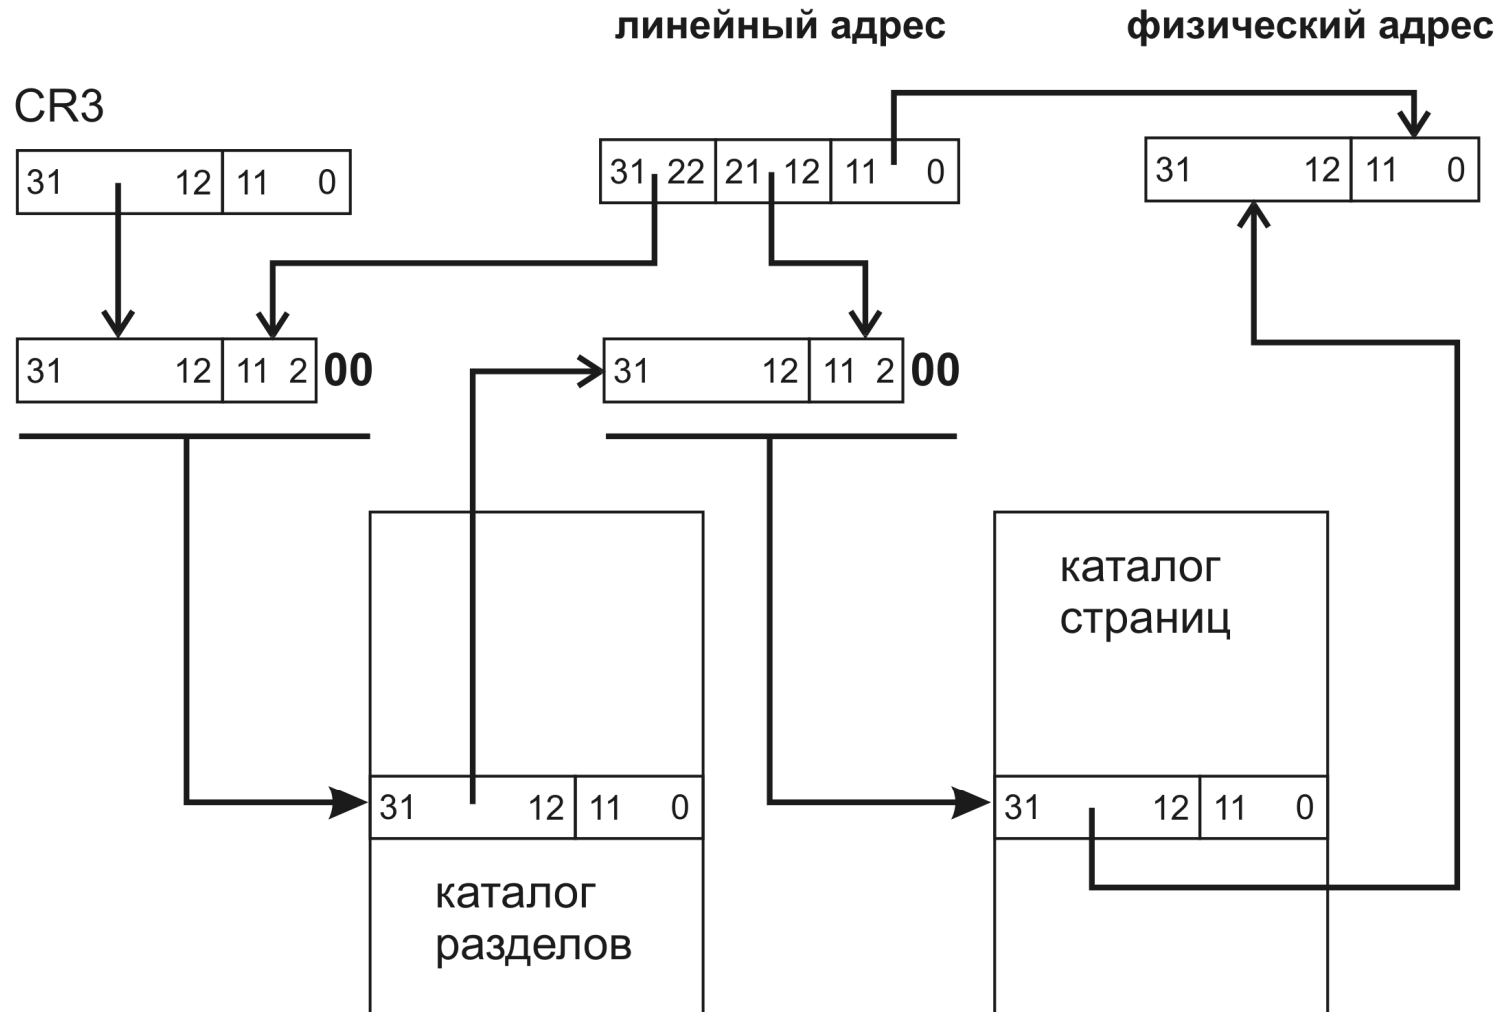 линейный адрес
физический адрес
CR3
31 12 11 0
31 22 21 12 11 0
31 12 11 0
31 12 11 2 00
31 12 11 2 00
каталог
страниц
31 12 11 0
31 12 11 0
каталог
разделов